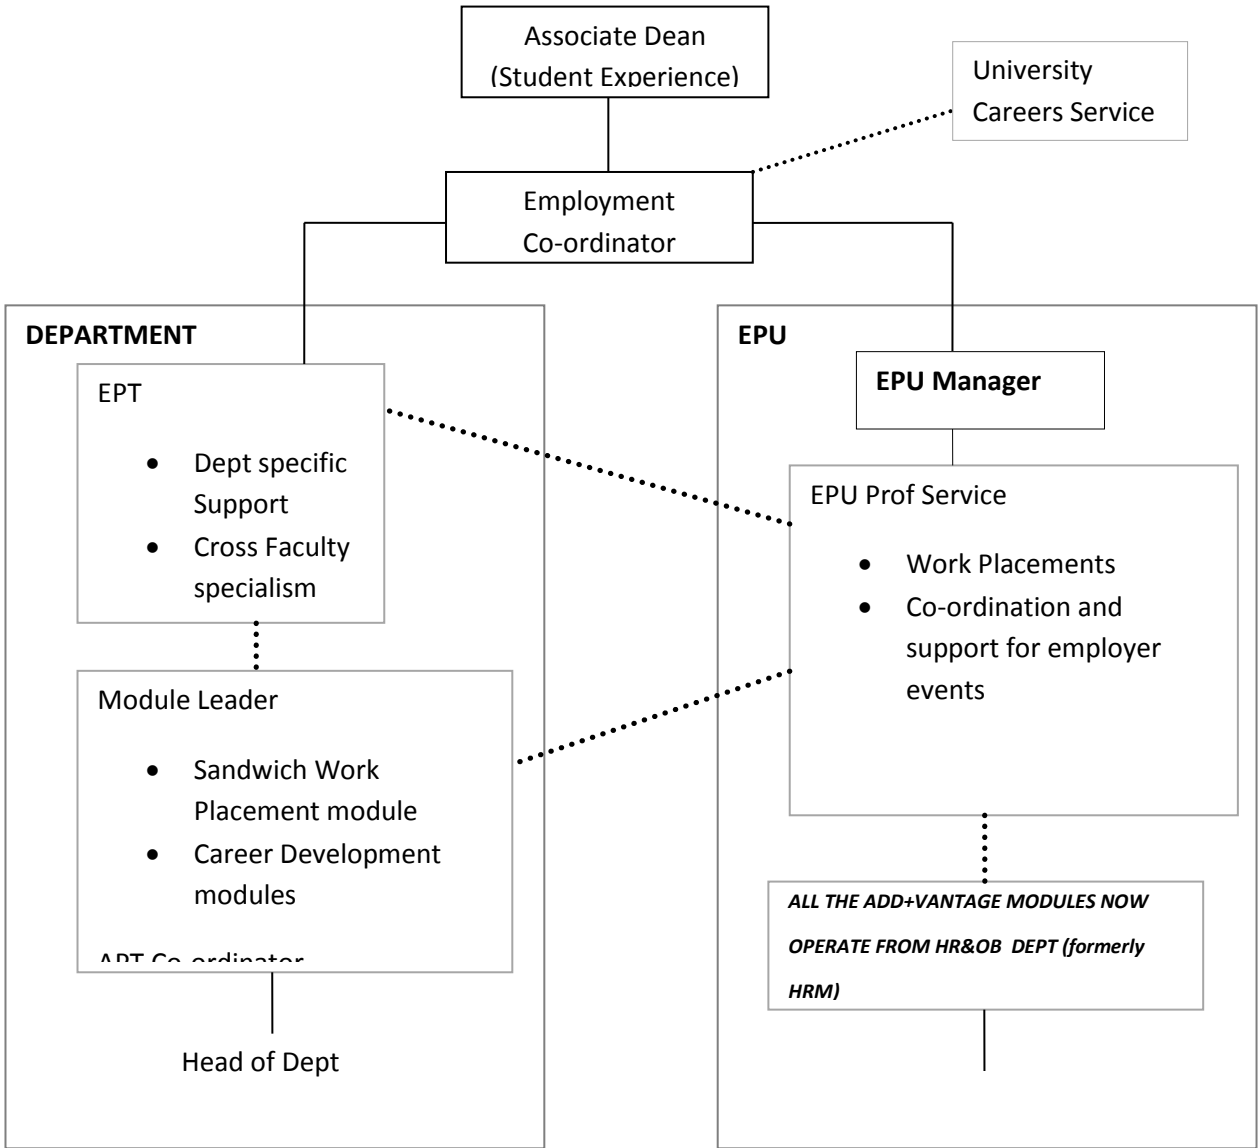 Associate Dean
(Student Experience)
University
Careers Service
Employment
Co-ordinator
DEPARTMENT
EPT
● Dept specific
Support
● Cross Faculty
specialism
Module Leader
● Sandwich Work
Placement module
● Career Development
modules
Co-ordinator
Head of Dept
EPU
EPU Manager
EPU Prof Service
● Work Placements
● Co-ordination and
support for employer
events
ALL THE ADD+VANTAGE MODULES NOW
OPERATE FROM HR&OB DEPT (formerly
HRM)